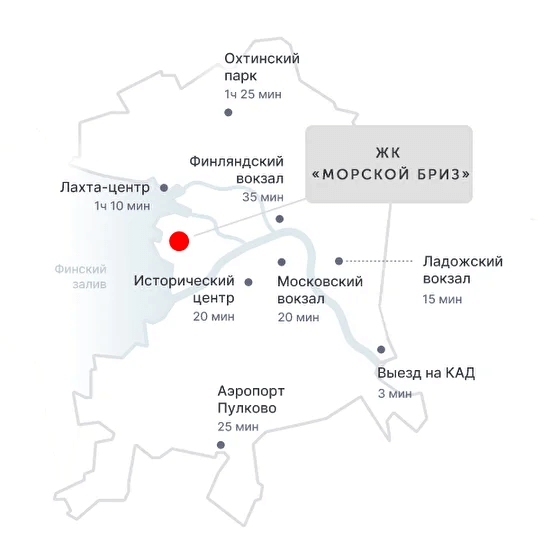 Охтинский
парк
1ч 25 мин
ЖК
«МОРСКОЙ БРИЗ»
Финляндский
вокзал
35 мин
Лахта-центр
1ч 10 мин
Финский
залив
Исторический
центр
20 мин
Московский
вокзал
20 мин
Ладожский
вокзал
15 мин
Выезд на КАД
3 мин
Аэропорт
Пулково
25 мин